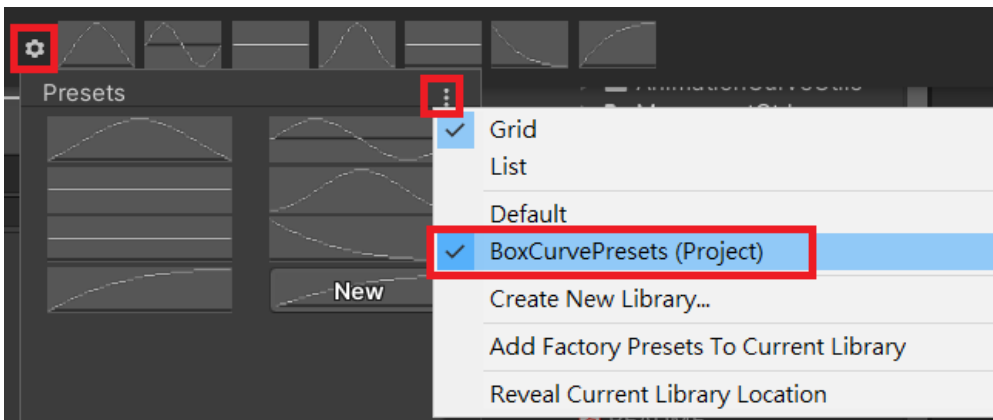 Presets
Grid
List
Default
BoxCurvePresets (Project)
Create New Library...
Add Factory Presets To Current Library
Reveal Current Library Location
New